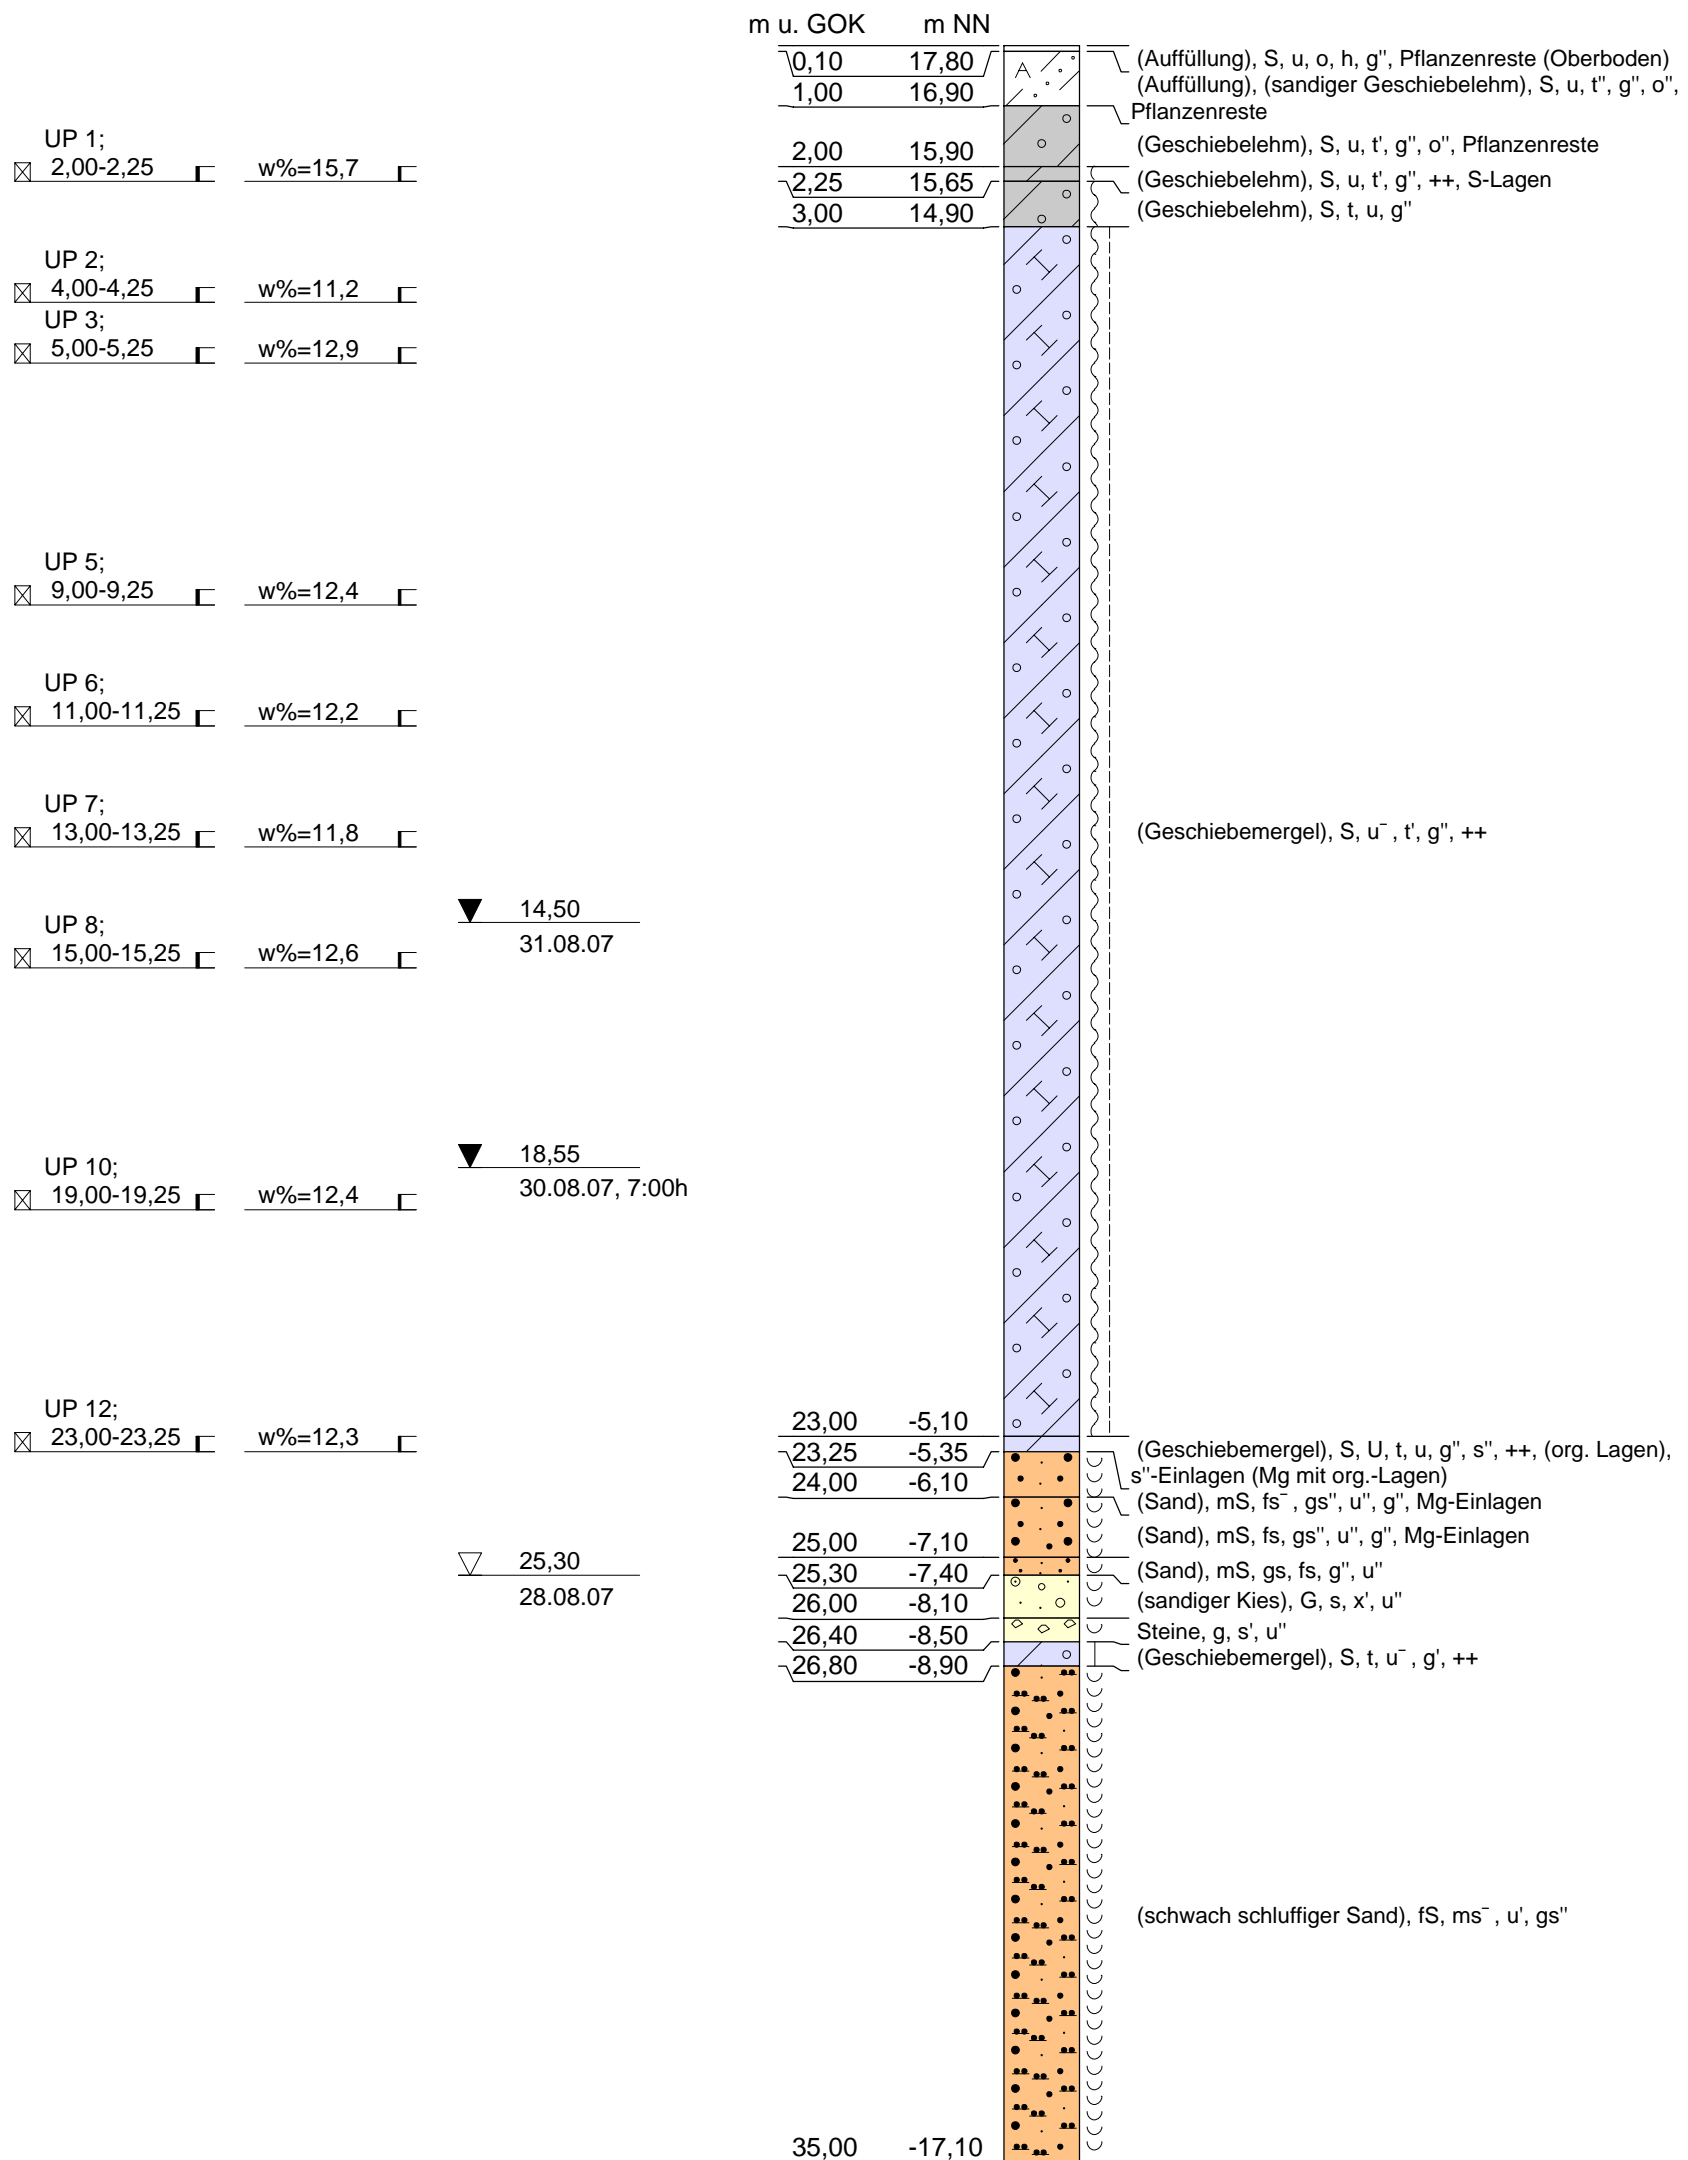 m u. GOK m NN
0,10 17,80
(Auffüllung), S, u, o, h, g'', Pflanzenreste (Oberboden)
1,00 16,90
(Auffüllung), (sandiger Geschiebelehm), S, u, t'', g'', o'',
Pflanzenreste
UP 1;
2,00-2,25 w%=15,7
2,00 15,90
(Geschiebelehm), S, u, t', g'', o'', Pflanzenreste
2,25 15,65
(Geschiebelehm), S, u, t', g'', ++, S-Lagen
3,00 14,90
(Geschiebelehm), S, t, u, g''
UP 2;
4,00-4,25 w%=11,2
UP 3;
5,00-5,25 w%=12,9
UP 5;
9,00-9,25 w%=12,4
UP 6;
11,00-11,25 w%=12,2
UP 7;
13,00-13,25 w%=11,8
(Geschiebemergel), S, u¯ , t', g'', ++
14,50
31.08.07
UP 8;
15,00-15,25 w%=12,6
18,55
30.08.07, 7:00h
UP 10;
19,00-19,25 w%=12,4
UP 12;
23,00-23,25 w%=12,3
23,00 -5,10
23,25 -5,35
(Geschiebemergel), S, U, t, u, g'', s'', ++, (org. Lagen),
s''-Einlagen (Mg mit org.-Lagen)
24,00 -6,10
(Sand), mS, fs¯ , gs'', u'', g'', Mg-Einlagen
25,00 -7,10
(Sand), mS, fs, gs'', u'', g'', Mg-Einlagen
25,30
28.08.07
25,30 -7,40
(Sand), mS, gs, fs, g'', u''
26,00 -8,10
(sandiger Kies), G, s, x', u''
26,40 -8,50
Steine, g, s', u''
26,80 -8,90
(Geschiebemergel), S, t, u¯ , g', ++
(schwach schluffiger Sand), fS, ms¯ , u', gs''
35,00 -17,10
A